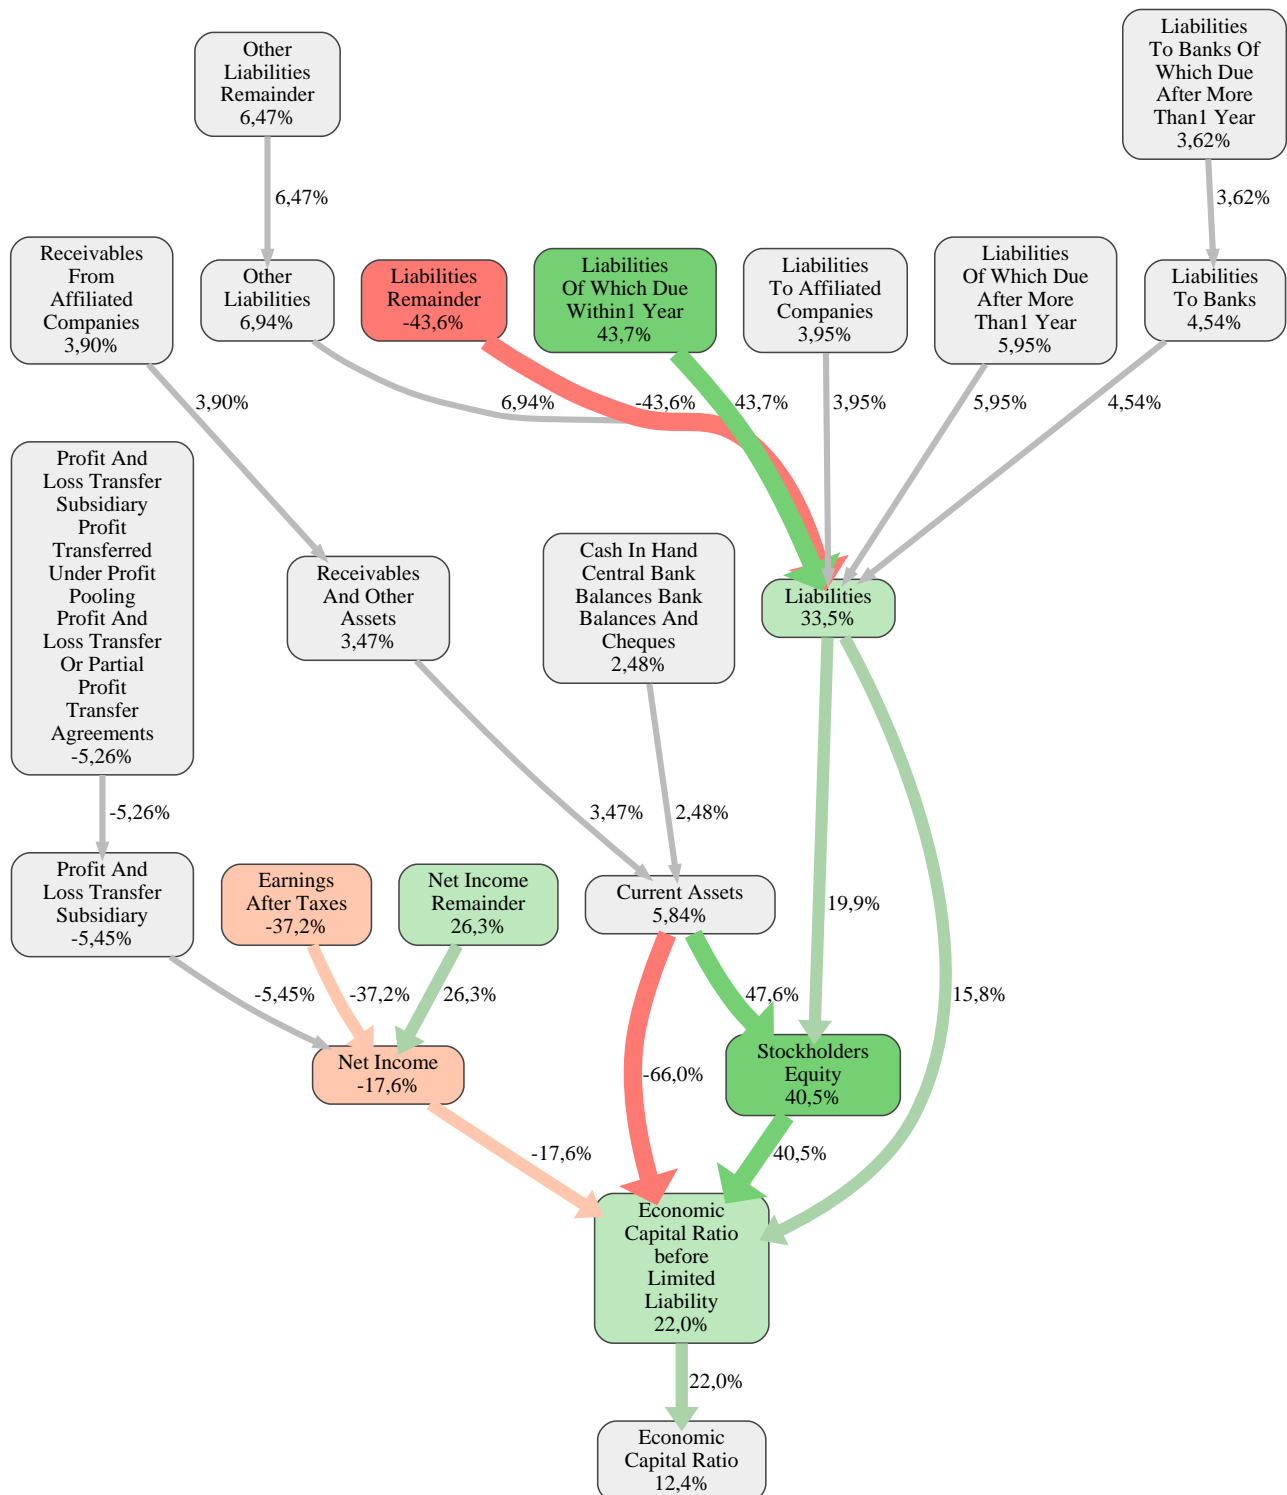 Other
Liabilities
Remainder
6,47%
Liabilities
To Banks Of
Which Due
After More
Than1 Year
3,62%
6,47%
3,62%
Receivables
From
Affiliated
Companies
3,90%
Other
Liabilities
6,94%
Liabilities
Remainder
-43,6%
Liabilities
Of Which Due
Within1 Year
43,7%
Liabilities
To Affiliated
Companies
3,95%
Liabilities
Of Which Due
After More
Than1 Year
5,95%
Liabilities
To Banks
4,54%
3,90%
6,94%
-43,6%
43,7%
3,95%
5,95%
4,54%
Profit And
Loss Transfer
Subsidiary
Profit
Transferred
Under Profit
Pooling
Profit And
Loss Transfer
Or Partial
Profit
Transfer
Agreements
-5,26%
Receivables
And Other
Assets
3,47%
Cash In Hand
Central Bank
Balances Bank
Balances And
Cheques
2,48%
Liabilities
33,5%
-5,26%
3,47%
2,48%
Profit And
Loss Transfer
Subsidiary
-5,45%
Earnings
After Taxes
-37,2%
Net Income
Remainder
26,3%
Current Assets
5,84%
19,9%
-5,45%
-37,2%
26,3%
47,6%
15,8%
Net Income
-17,6%
-66,0%
Stockholders
Equity
40,5%
-17,6%
40,5%
Economic
Capital Ratio
before
Limited
Liability
22,0%
22,0%
Economic
Capital Ratio
12,4%